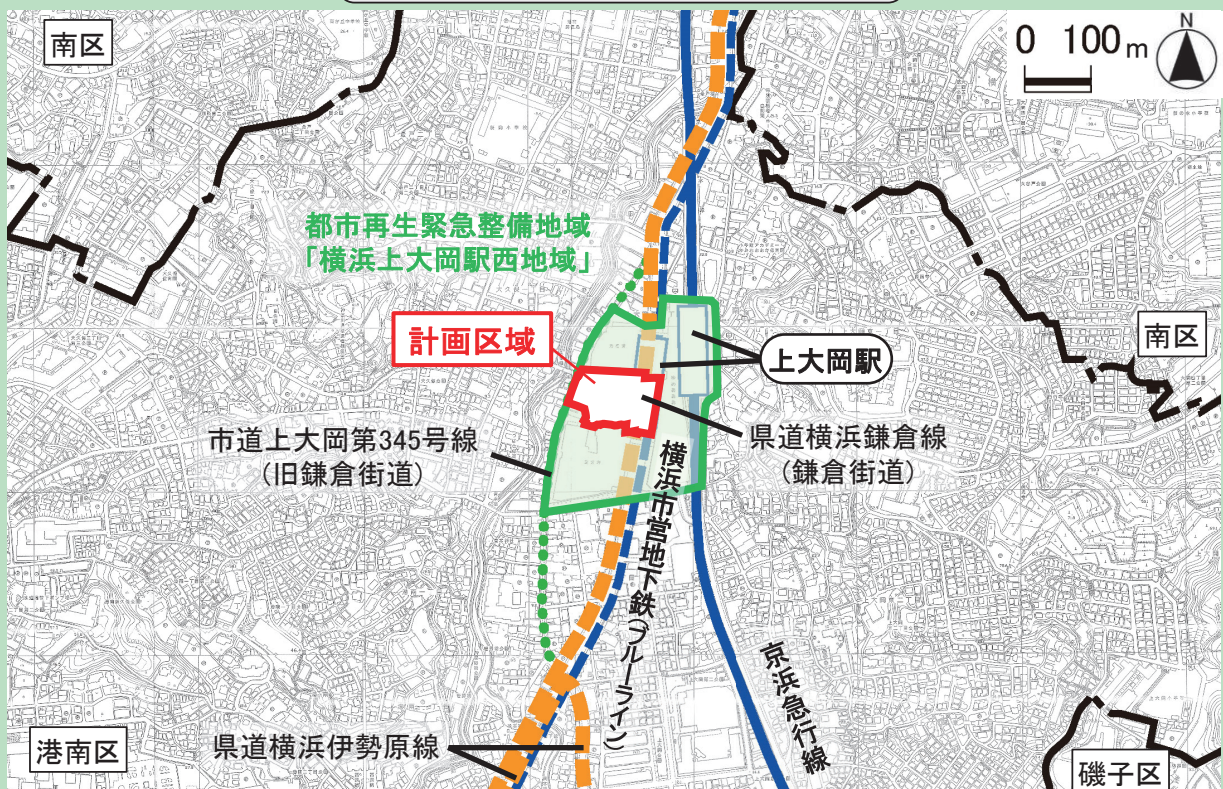 南区
0 100m
N
都市再生緊急整備地域
「横浜上大岡駅西地域」
計画区域
上大岡駅
南区
市道上大岡第345号線
(旧鎌倉街道)
県道横浜鎌倉線
(鎌倉街道)
横浜市営地下鉄(ブルーライン)
京浜急行線
港南区
県道横浜伊勢原線
磯子区